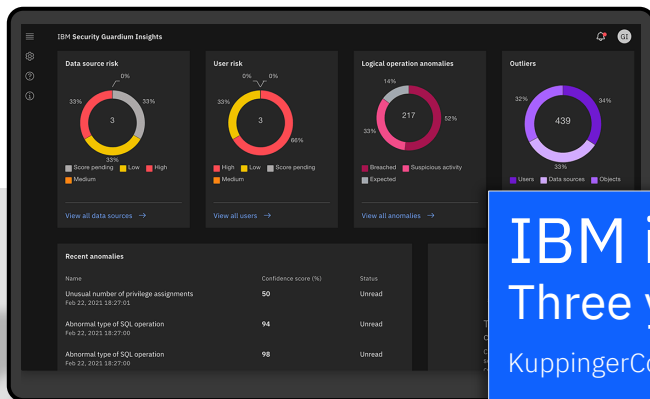 IBM Security Guardium Insights
GI
Data source risk
0%
33%
33%
3
33%
Score pending Low High
Medium
View all data sources →
User risk
0% 0%
33%
3
66%
High Low Score pending
Medium
View all users →
Logical operation anomalies
14%
217
52%
33%
Breached Suspicious activity
Expected
View all anomalies →
Outliers
32%
34%
439
33%
Users Data sources Objects
Recent anomalies
Name Confidence score (%) Status
Unusual number of privilege assignments 50 Unread
Feb 22, 2021 18:27:01
Abnormal type of SQL operation 94 Unread
Feb 22, 2021 18:27:00
Abnormal type of SQL operation 98 Unread
Feb 22, 2021 18:27:00
IBM i
Three y
KuppingerCo